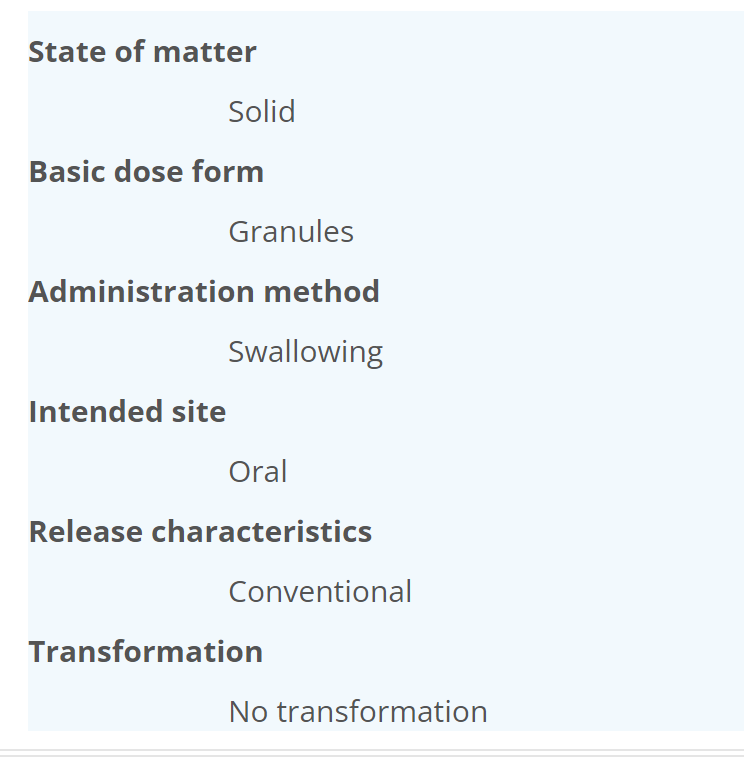 State of matter
Solid
Basic dose form
Granules
Administration method
Swallowing
Intended site
Oral
Release characteristics
Conventional
Transformation
No transformation